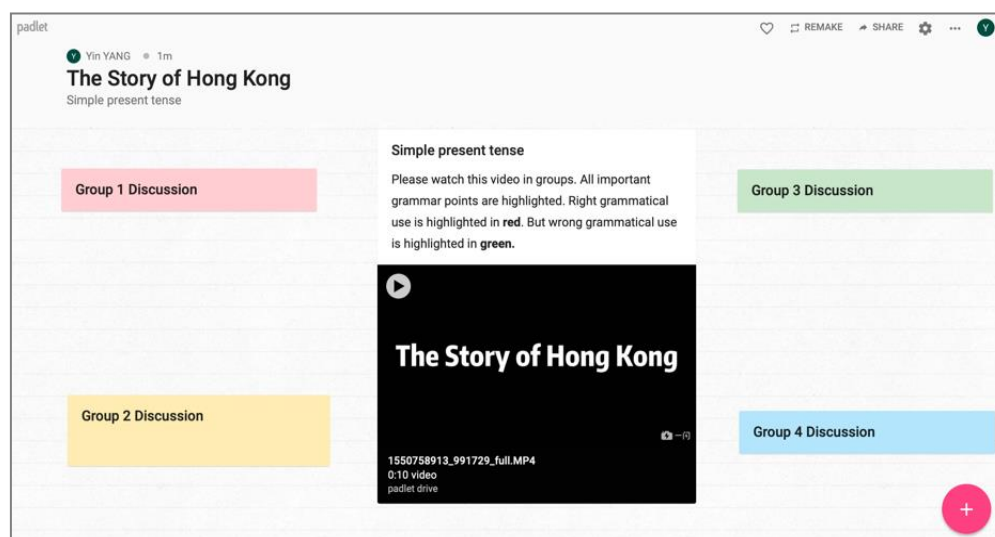 padlet
REMAKE
SHARE
Y
Y
Yin YANG
1m
The Story of Hong Kong
Simple present tense
Group 1 Discussion
Simple present tense
Please watch this video in groups. All important
grammar points are highlighted. Right grammatical
use is highlighted in red. But wrong grammatical use
is highlighted in green.
Group 3 Discussion
The Story of Hong Kong
一闪
1550758913_991729_full.MP4
0:10 video
padlet drive
Group 2 Discussion
Group 4 Discussion